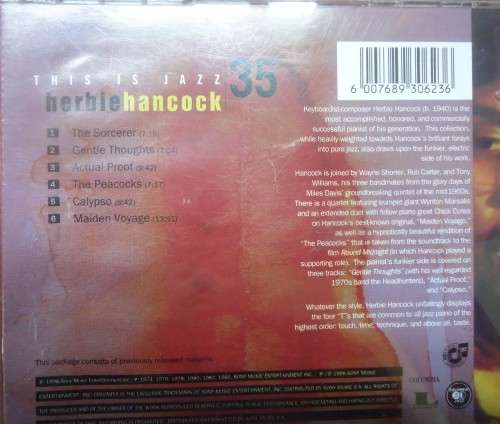 THIS IS JAZZ 35
herbiehancock
1 The Sorcerer (7:19)
2 Gentle Thoughts (7:04)
3 Actual Proof (9:42)
4 The Peacocks (7:17)
5 Calypso (6:42)
6 Maiden Voyage (13:01)
This package consists of previously released material.
6 007689 306236
Keyboardist/composer Herbie Hancock (b. 1940) is the
most accomplished, honored, and commercially
successful pianist of his generation. This collection,
while heavily weighted towards Hancock's brilliant forays
into pure jazz, also draws upon the funkier, electric
side of his work.
Hancock is joined by Wayne Shorter, Ron Carter, and Tony
Williams, his three bandmates from the glory days of
Miles Davis' groundbreaking quintet of the mid 1960s.
There is a quartet featuring trumpet giant Wynton Marsalis
and an extended duet with fellow piano great Chick Corea
on Hancock's best-known original, "Maiden Voyage,"
as well as a hypnotically beautiful rendition of
"The Peacocks" that is taken from the soundtrack to the
film Round Midnight (in which Hancock played a
supporting role). The pianist's funkier side is opened on
three tracks: "Gentle Thoughts" (with his well regarded
1970s band the Headhunters), "Actual Proof,"
and "Calypso."
Whatever the style, Herbie Hancock unfailingly displays
the four "T"s that are common to all jazz piano of the
highest order: touch, time, technique, and above all, taste.
COLUMBIA